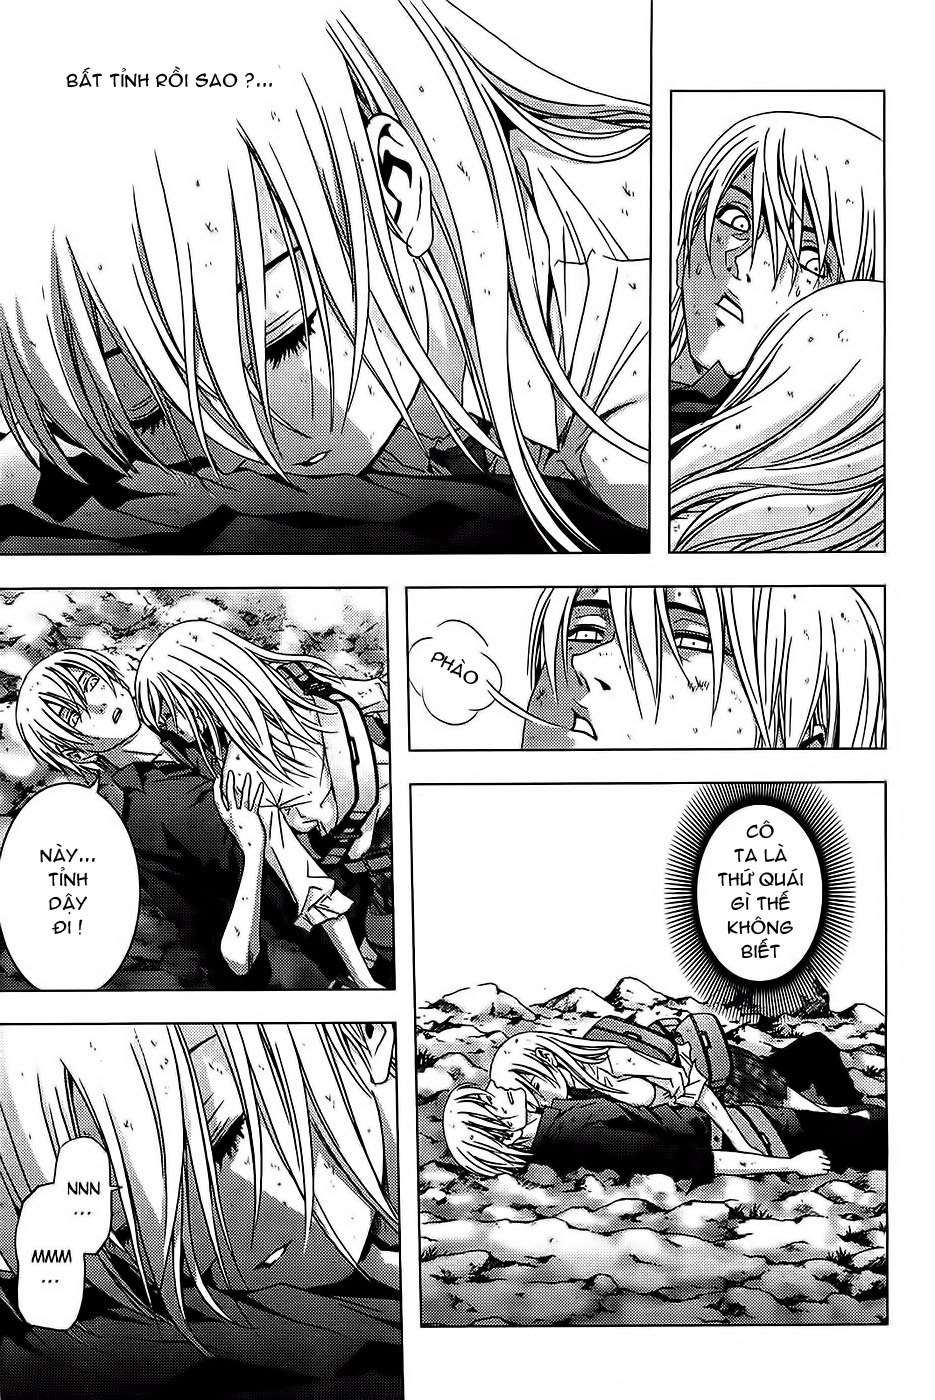 BẤT TỈNH RỒI SAO ?...
PHÀO
CÔ
TA LÀ
THỨ QUÁI
GÌ THẾ
KHÔNG
BIẾT
NÀY...
TỈNH
DẬY
ĐI !
NNN
...
MMM
...